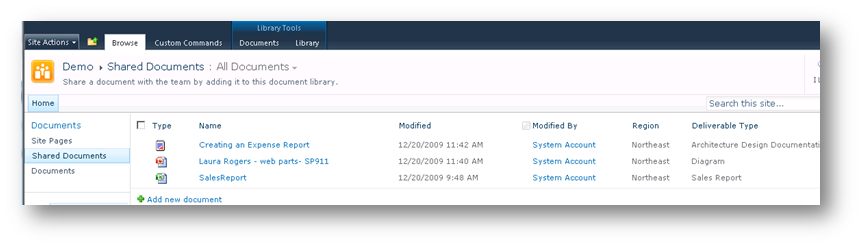 Library Tools
Site Actions Browse Custom Commands Documents Library
Demo Shared Documents : All Documents
Share a document with the team by adding it to this document library.
Home Search this site...
Documents
Site Pages
Shared Documents
Documents
Type Name Modified Modified By Region Deliverable Type
Creating an Expense Report 12/20/2009 11:42 AM System Account Northeast Architecture Design Documentati
Laura Rogers - web parts- SP911 12/20/2009 11:40 AM System Account Northeast Diagram
SalesReport 12/20/2009 9:48 AM System Account Northeast Sales Report
Add new document